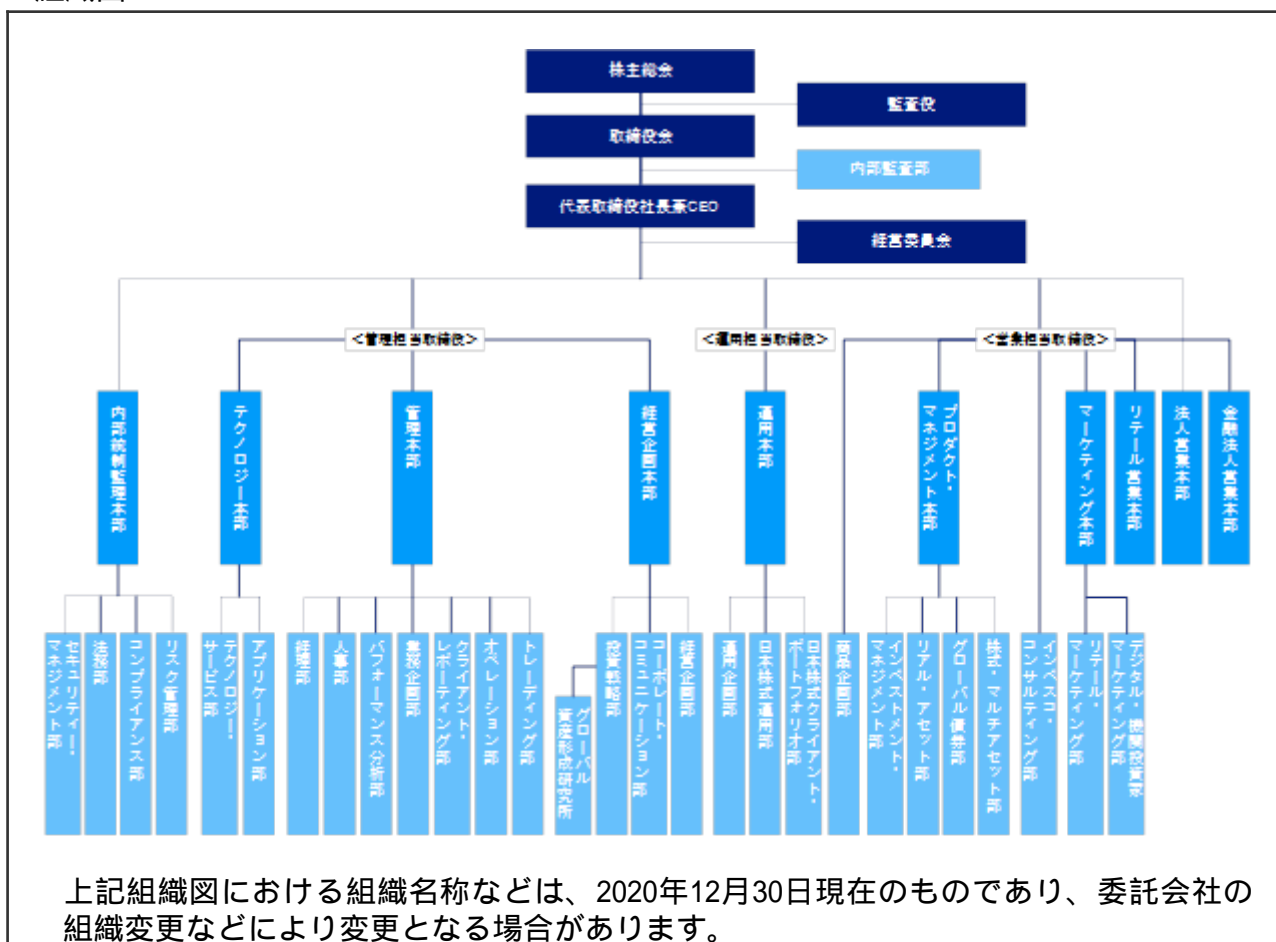 株主総会
監査役
取締役会
内部監査部
代表取締役社長兼CEO
経営委員会
<管理担当取締役>
<運用担当取締役>
<営業担当取締役>
内部統制監理本部
テクノロジー本部
管理本部
経営企画本部
運用本部
プロダクト・
マネジメント本部
マーケティング本部
リテール営業本部
法人営業本部
金融法人営業本部
セキュリティー・
マネジメント部
法務部
コンプライアンス部
リスク管理部
テクノロジー・
サービス部
アプリケーション部
経理部
人事部
パフォーマンス分析部
業務企画部
クライアント・
レポーティング部
オペレーション部
トレーディング部
グローバル
資産形成研究所
投資戦略部
コーポレート・
コミュニケーション部
経営企画部
運用企画部
日本株式運用部
日本株式クライアント・
ポートフォリオ部
商品企画部
インベストメント・
マネジメント部
リアル・アセット部
グローバル債券部
株式・マルチアセット部
インベスコ・
コンサルティング部
リテール・
マーケティング部
デジタル・機関投資家
マーケティング部
上記組織図における組織名称などは、2020年12月30日現在のものであり、委託会社の
組織変更などにより変更となる場合があります。